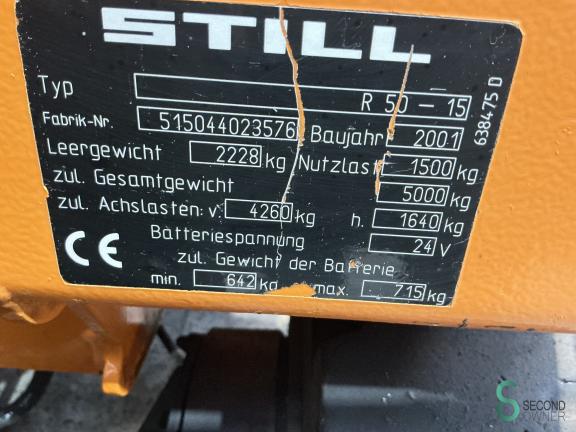 STILL
Typ R 50 - 15
Fabrik-Nr. 515044023576 Baujahr 2001
Leergewicht 2228 kg Nutzlast 1500 kg
zul. Gesamtgewicht 5000 kg
zul. Achslasten: v. 4260 kg h. 1640 kg
Batteriespannung 24 V
zul. Gewicht der Batterie
min. 642 kg max. 715 kg
CE
638475 D
SECOND
OWNER